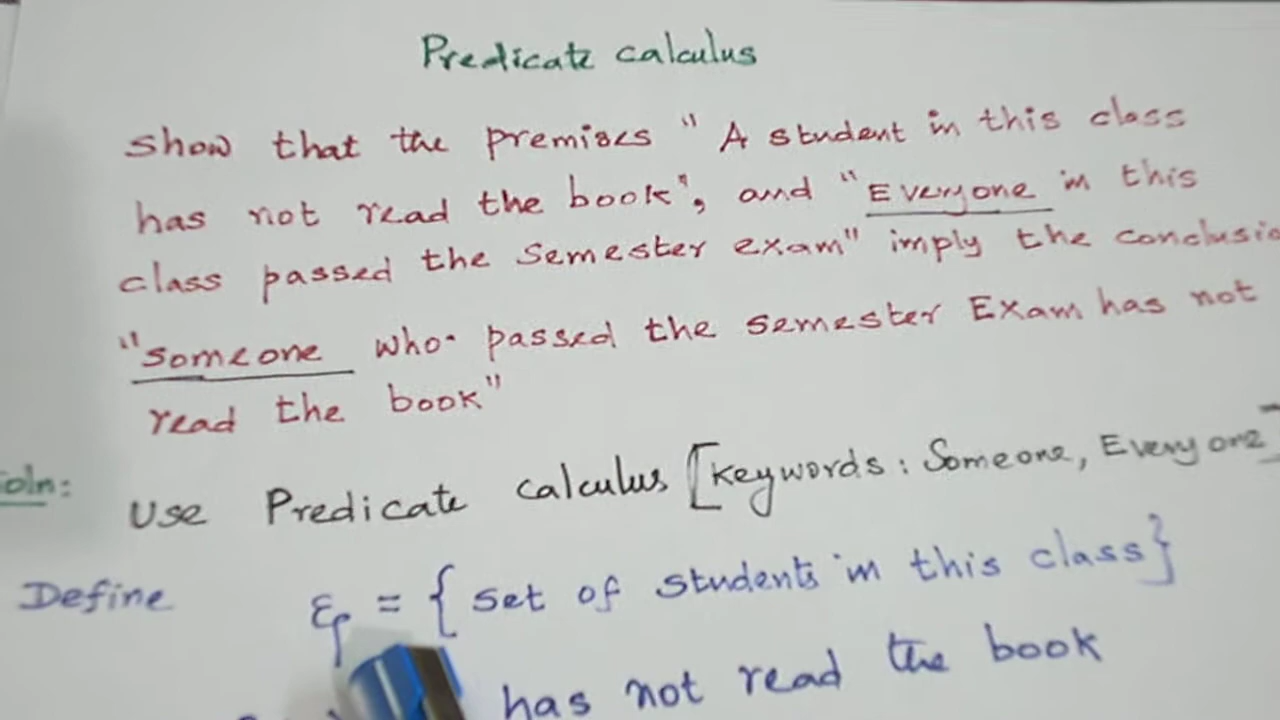 Predicate calculus
show that the premises " A student in this class
has not read the book", and "Everyone in this
class passed the semester exam" imply the conclusio
"someone who passed the semester Exam has not
read the book"
oln: Use Predicate calculus [keywords: Someone, Everyone]
Define = { set of students in this class}
has not read the book